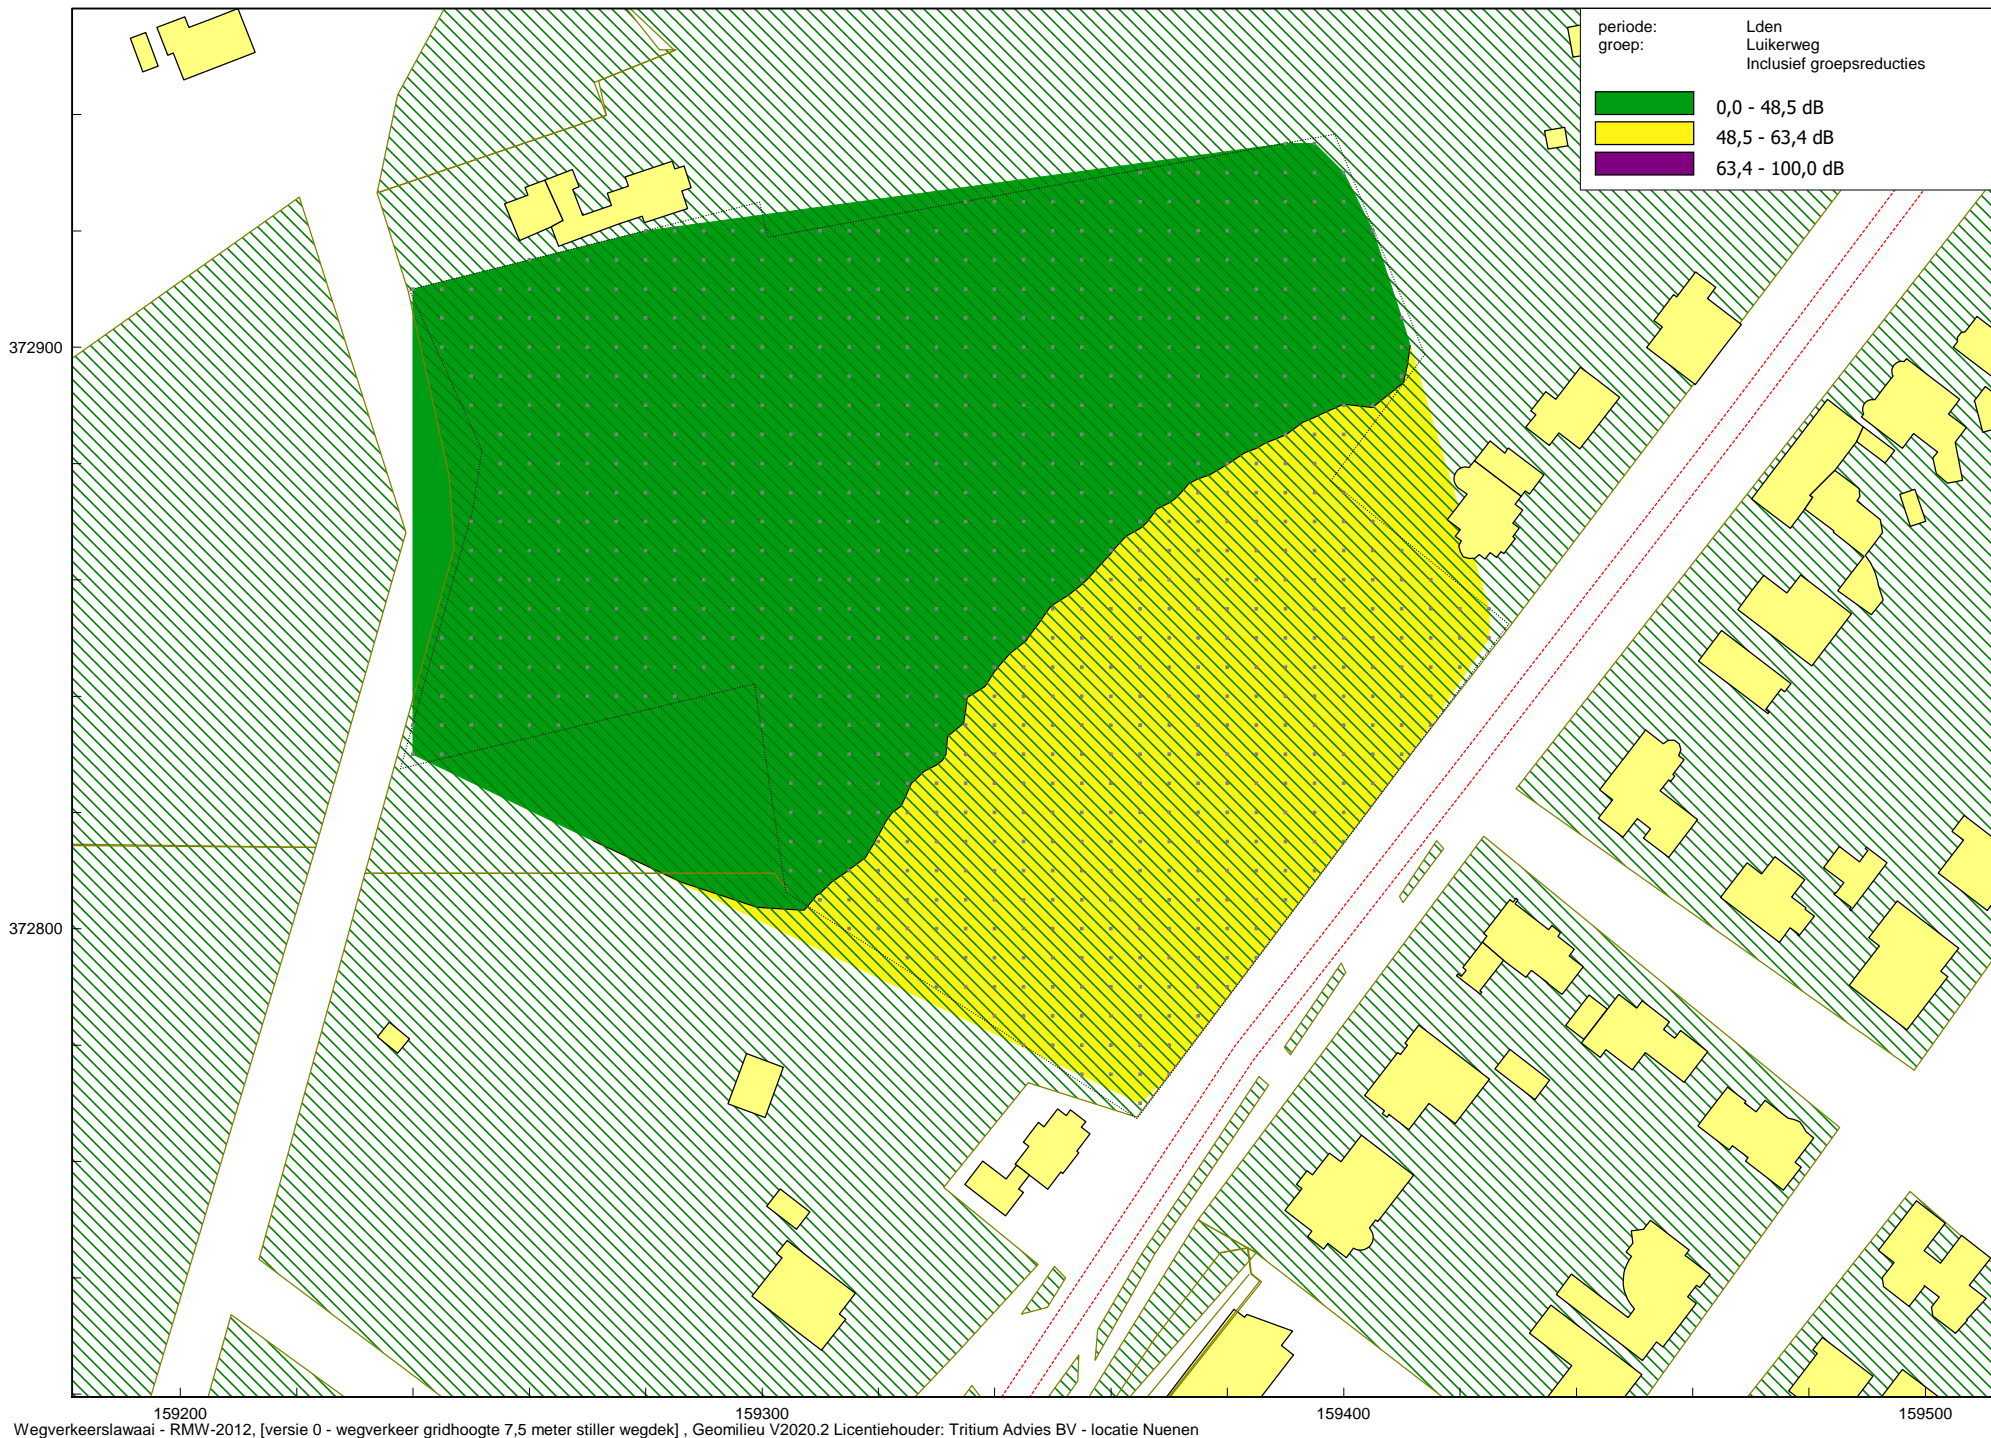 periode: Lden
groep: Luikerweg
Inclusief groepsreducties
0,0 - 48,5 dB
48,5 - 63,4 dB
63,4 - 100,0 dB
372900
372800
159200 159300 159400 159500
Wegverkeerslawaai - RMW-2012, [versie 0 - wegverkeer gridhoogte 7,5 meter stiller wegdek] , Geomilieu V2020.2 Licentiehouder: Tritium Advies BV - locatie Nuenen